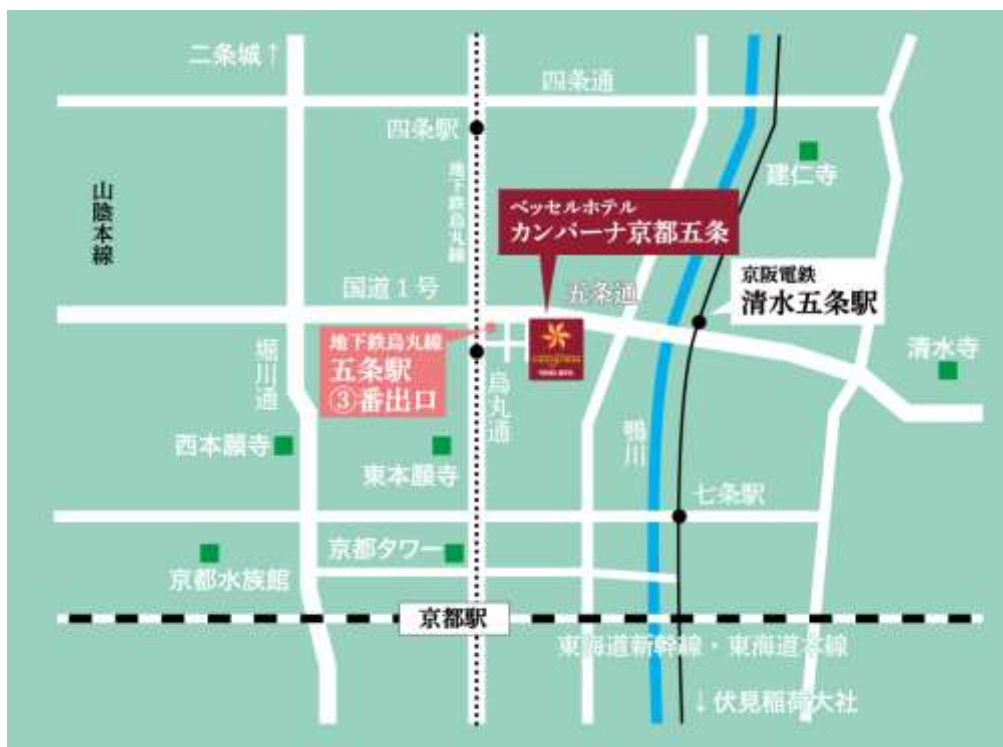 二条城↑
四条通
四条駅
建仁寺
山陰本線
地下鉄烏丸線
ベッセルホテル
カンパーナ京都五条
京阪電鉄
清水五条駅
国道1号
五条通
地下鉄烏丸線
五条駅
③番出口
堀川通
烏丸通
清水寺
鴨川
西本願寺
東本願寺
七条駅
京都タワー
京都水族館
京都駅
東海道新幹線・東海道本線
↓伏見稲荷大社